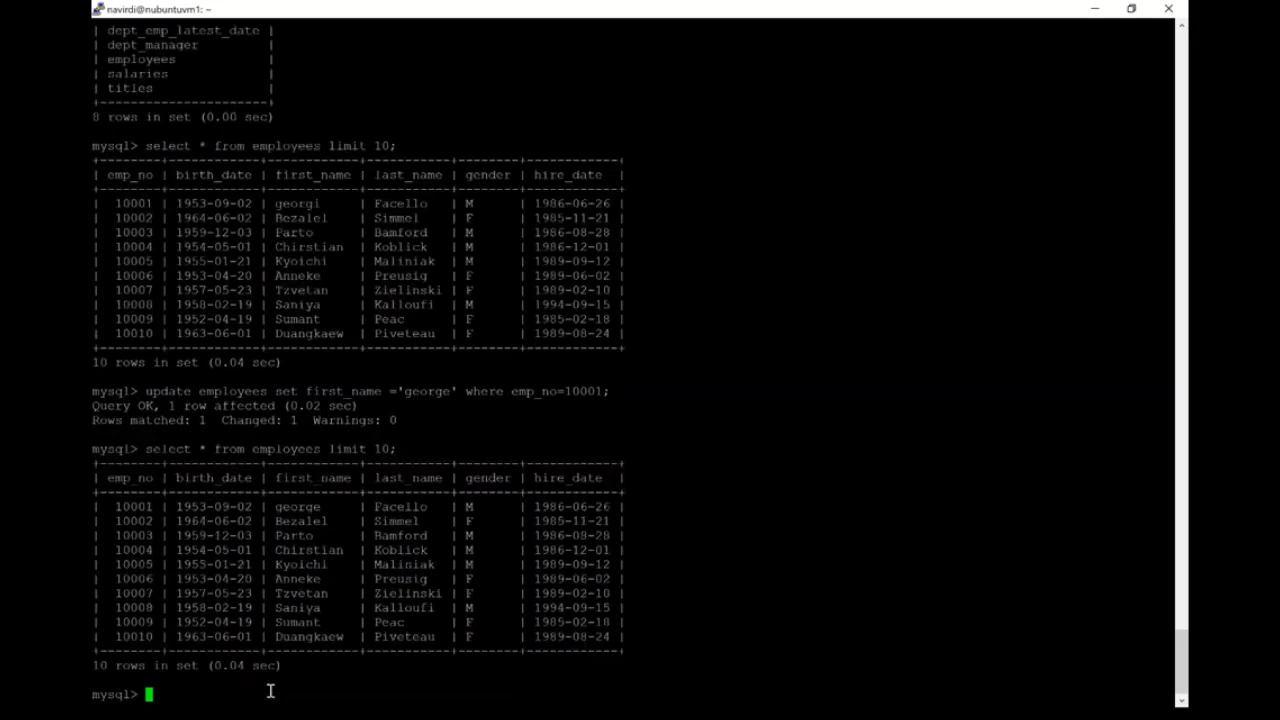 navirdi@nubuntuvm1: ~
| dept_emp_latest_date |
| dept_manager         |
| employees            |
| salaries             |
| titles               |
+----------------------+
8 rows in set (0.00 sec)
mysql> select * from employees limit 10;
+--------+------------+------------+-----------+--------+------------+
| emp_no | birth_date | first_name | last_name | gender | hire_date  |
+--------+------------+------------+-----------+--------+------------+
|  10001 | 1953-09-02 | georgi     | Facello   | M      | 1986-06-26 |
|  10002 | 1964-06-02 | Bezalel    | Simmel    | F      | 1985-11-21 |
|  10003 | 1959-12-03 | Parto      | Bamford   | M      | 1986-08-28 |
|  10004 | 1954-05-01 | Chirstian  | Koblick   | M      | 1986-12-01 |
|  10005 | 1955-01-21 | Kyoichi    | Maliniak  | M      | 1989-09-12 |
|  10006 | 1953-04-20 | Anneke     | Preusig   | F      | 1989-06-02 |
|  10007 | 1957-05-23 | Tzvetan    | Zielinski | F      | 1989-02-10 |
|  10008 | 1958-02-19 | Saniya     | Kalloufi  | M      | 1994-09-15 |
|  10009 | 1952-04-19 | Sumant     | Peac      | F      | 1985-02-18 |
|  10010 | 1963-06-01 | Duangkaew  | Piveteau  | F      | 1989-08-24 |
+--------+------------+------------+-----------+--------+------------+
10 rows in set (0.04 sec)
mysql> update employees set first_name ='george' where emp_no=10001;
Query OK, 1 row affected (0.02 sec)
Rows matched: 1  Changed: 1  Warnings: 0
mysql> select * from employees limit 10;
+--------+------------+------------+-----------+--------+------------+
| emp_no | birth_date | first_name | last_name | gender | hire_date  |
+--------+------------+------------+-----------+--------+------------+
|  10001 | 1953-09-02 | george     | Facello   | M      | 1986-06-26 |
|  10002 | 1964-06-02 | Bezalel    | Simmel    | F      | 1985-11-21 |
|  10003 | 1959-12-03 | Parto      | Bamford   | M      | 1986-08-28 |
|  10004 | 1954-05-01 | Chirstian  | Koblick   | M      | 1986-12-01 |
|  10005 | 1955-01-21 | Kyoichi    | Maliniak  | M      | 1989-09-12 |
|  10006 | 1953-04-20 | Anneke     | Preusig   | F      | 1989-06-02 |
|  10007 | 1957-05-23 | Tzvetan    | Zielinski | F      | 1989-02-10 |
|  10008 | 1958-02-19 | Saniya     | Kalloufi  | M      | 1994-09-15 |
|  10009 | 1952-04-19 | Sumant     | Peac      | F      | 1985-02-18 |
|  10010 | 1963-06-01 | Duangkaew  | Piveteau  | F      | 1989-08-24 |
+--------+------------+------------+-----------+--------+------------+
10 rows in set (0.04 sec)
mysql>